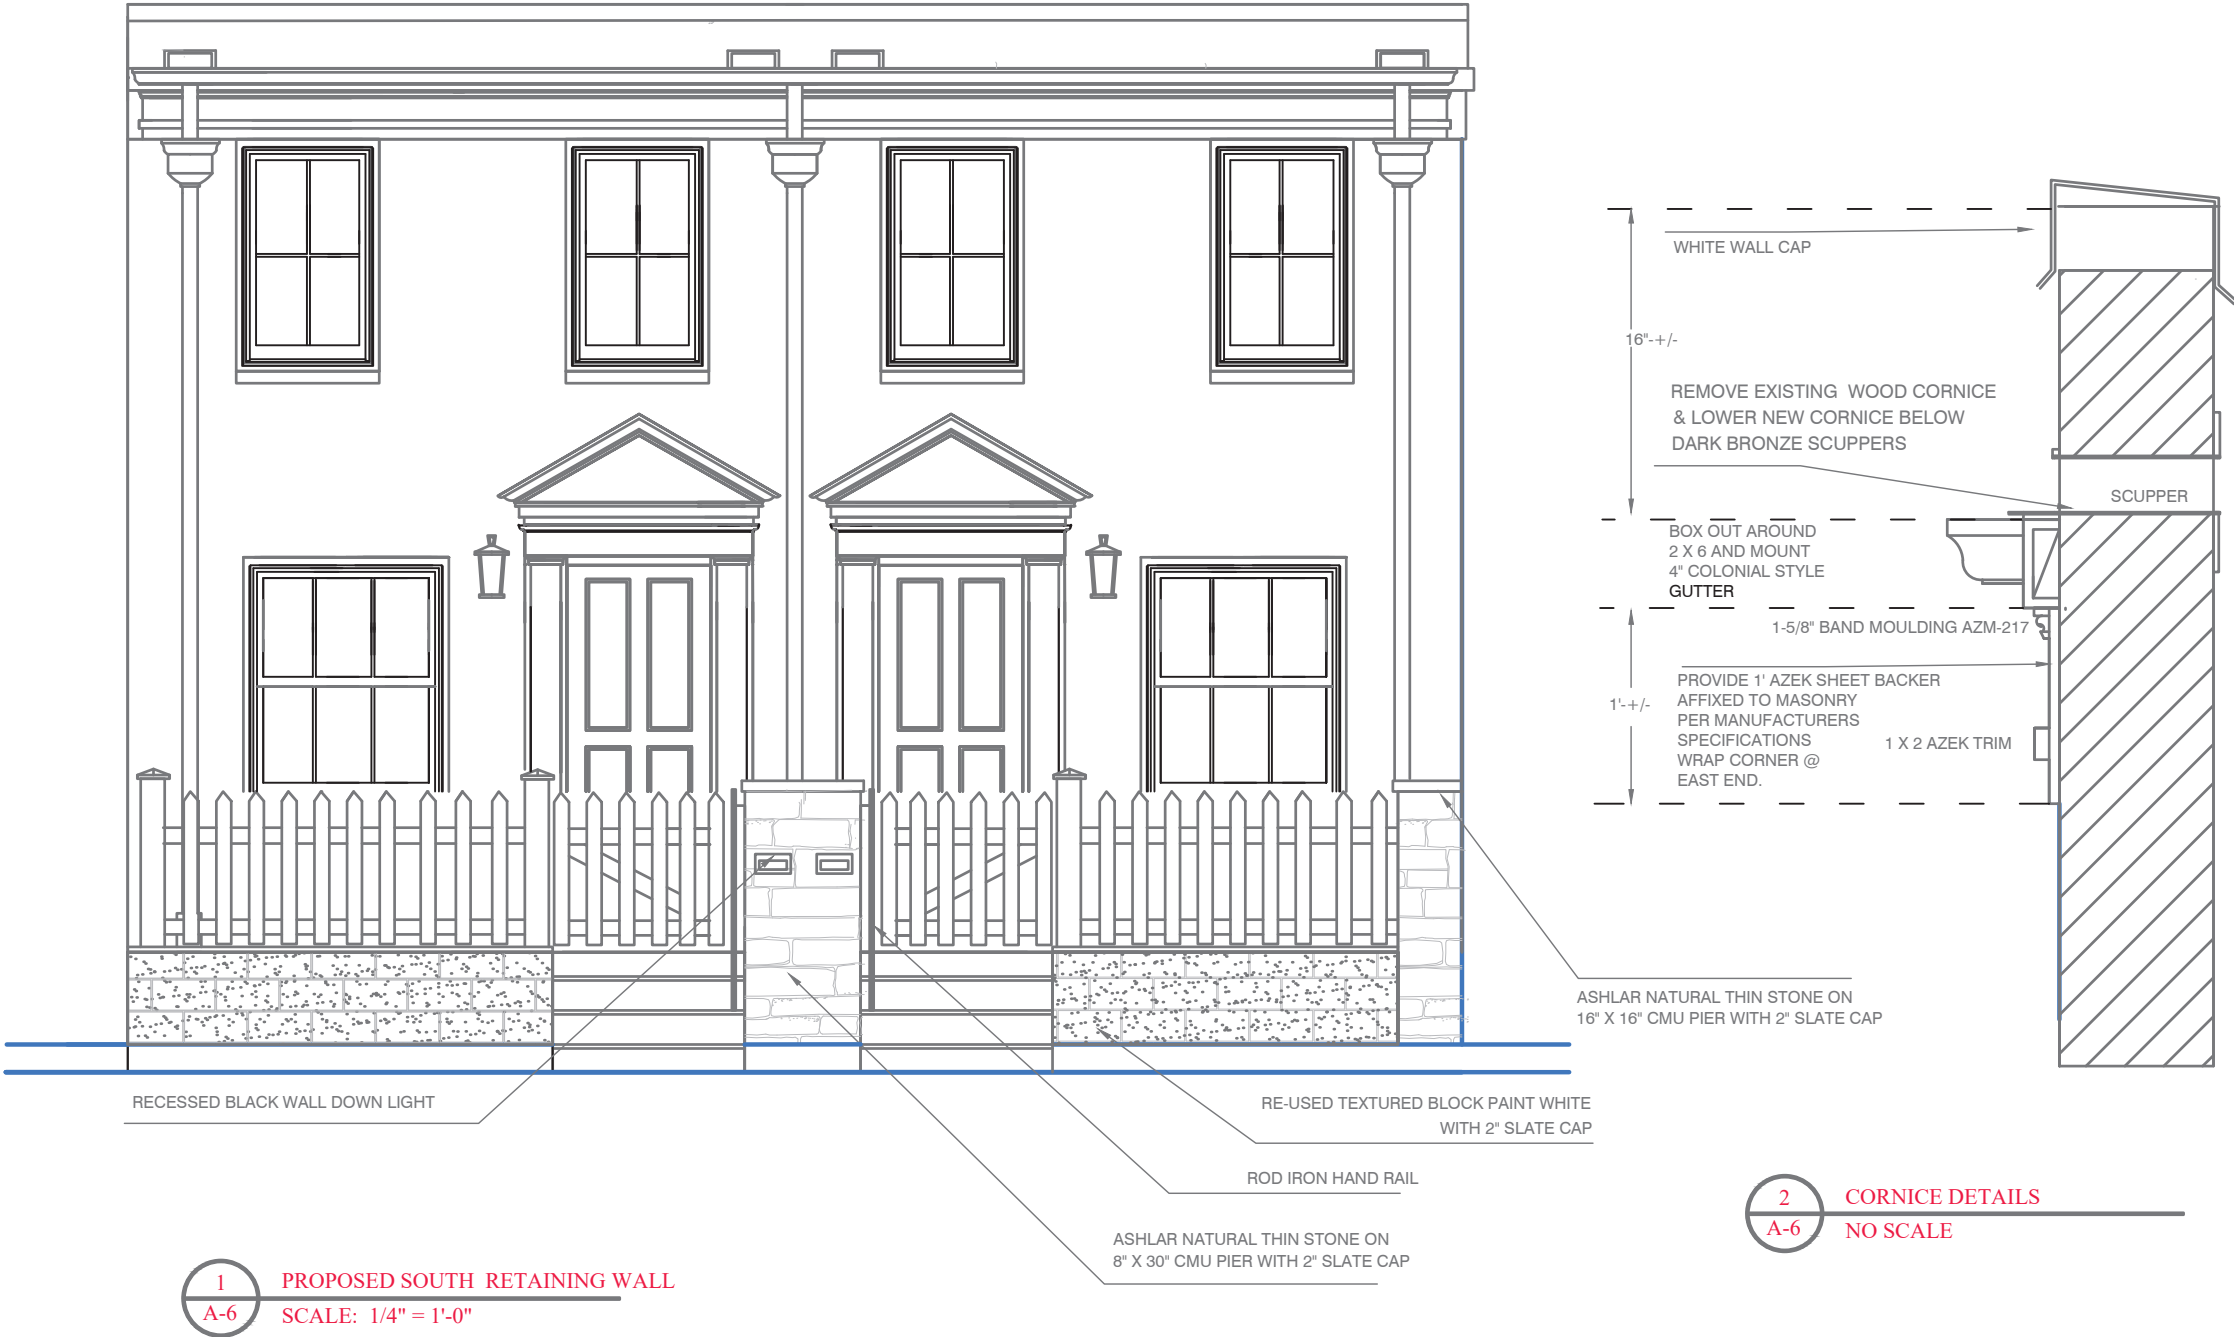 WHITE WALL CAP
16"-+/-
REMOVE EXISTING  WOOD CORNICE
& LOWER NEW CORNICE BELOW
DARK BRONZE SCUPPERS
SCUPPER
BOX OUT AROUND
2 X 6 AND MOUNT
4" COLONIAL STYLE
GUTTER
1-5/8" BAND MOULDING AZM-217
1'-+/-
PROVIDE 1' AZEK SHEET BACKER
AFFIXED TO MASONRY
PER MANUFACTURERS
SPECIFICATIONS
WRAP CORNER @
EAST END.
1 X 2 AZEK TRIM
ASHLAR NATURAL THIN STONE ON
16" X 16" CMU PIER WITH 2" SLATE CAP
RECESSED BLACK WALL DOWN LIGHT
RE-USED TEXTURED BLOCK PAINT WHITE
WITH 2" SLATE CAP
ROD IRON HAND RAIL
ASHLAR NATURAL THIN STONE ON
8" X 30" CMU PIER WITH 2" SLATE CAP
2
A-6
CORNICE DETAILS
NO SCALE
1
A-6
PROPOSED SOUTH  RETAINING WALL
SCALE:  1/4" = 1'-0"